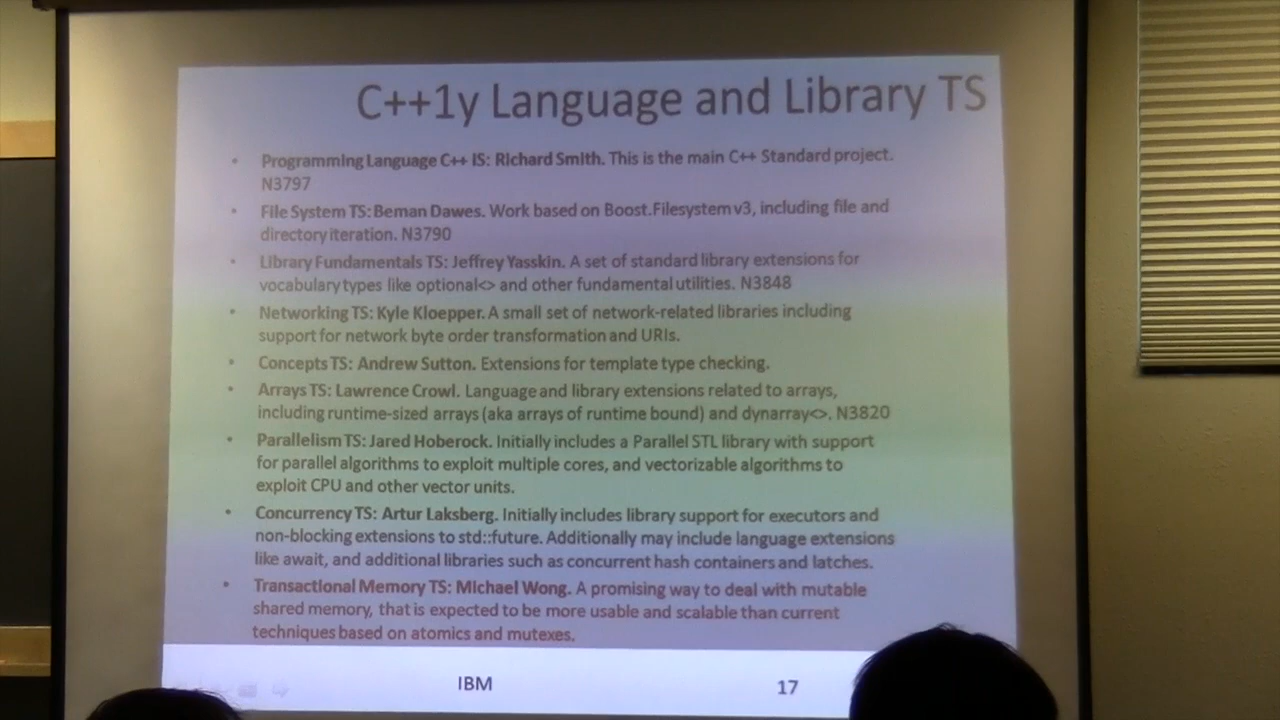 C++1y Language and Library TS
• Programming Language C++ IS: Richard Smith. This is the main C++ Standard project.
N3797
• File System TS: Beman Dawes. Work based on Boost.Filesystem v3, including file and
directory iteration. N3790
• Library Fundamentals TS: Jeffrey Yasskin. A set of standard library extensions for
vocabulary types like optional<> and other fundamental utilities. N3848
• Networking TS: Kyle Kloepper. A small set of network-related libraries including
support for network byte order transformation and URIs.
• Concepts TS: Andrew Sutton. Extensions for template type checking.
• Arrays TS: Lawrence Crowl. Language and library extensions related to arrays,
including runtime-sized arrays (aka arrays of runtime bound) and dynarray<>. N3820
• Parallelism TS: Jared Hoberock. Initially includes a Parallel STL library with support
for parallel algorithms to exploit multiple cores, and vectorizable algorithms to
exploit CPU and other vector units.
• Concurrency TS: Artur Laksberg. Initially includes library support for executors and
non-blocking extensions to std::future. Additionally may include language extensions
like await, and additional libraries such as concurrent hash containers and latches.
• Transactional Memory TS: Michael Wong. A promising way to deal with mutable
shared memory, that is expected to be more usable and scalable than current
techniques based on atomics and mutexes.
IBM
17